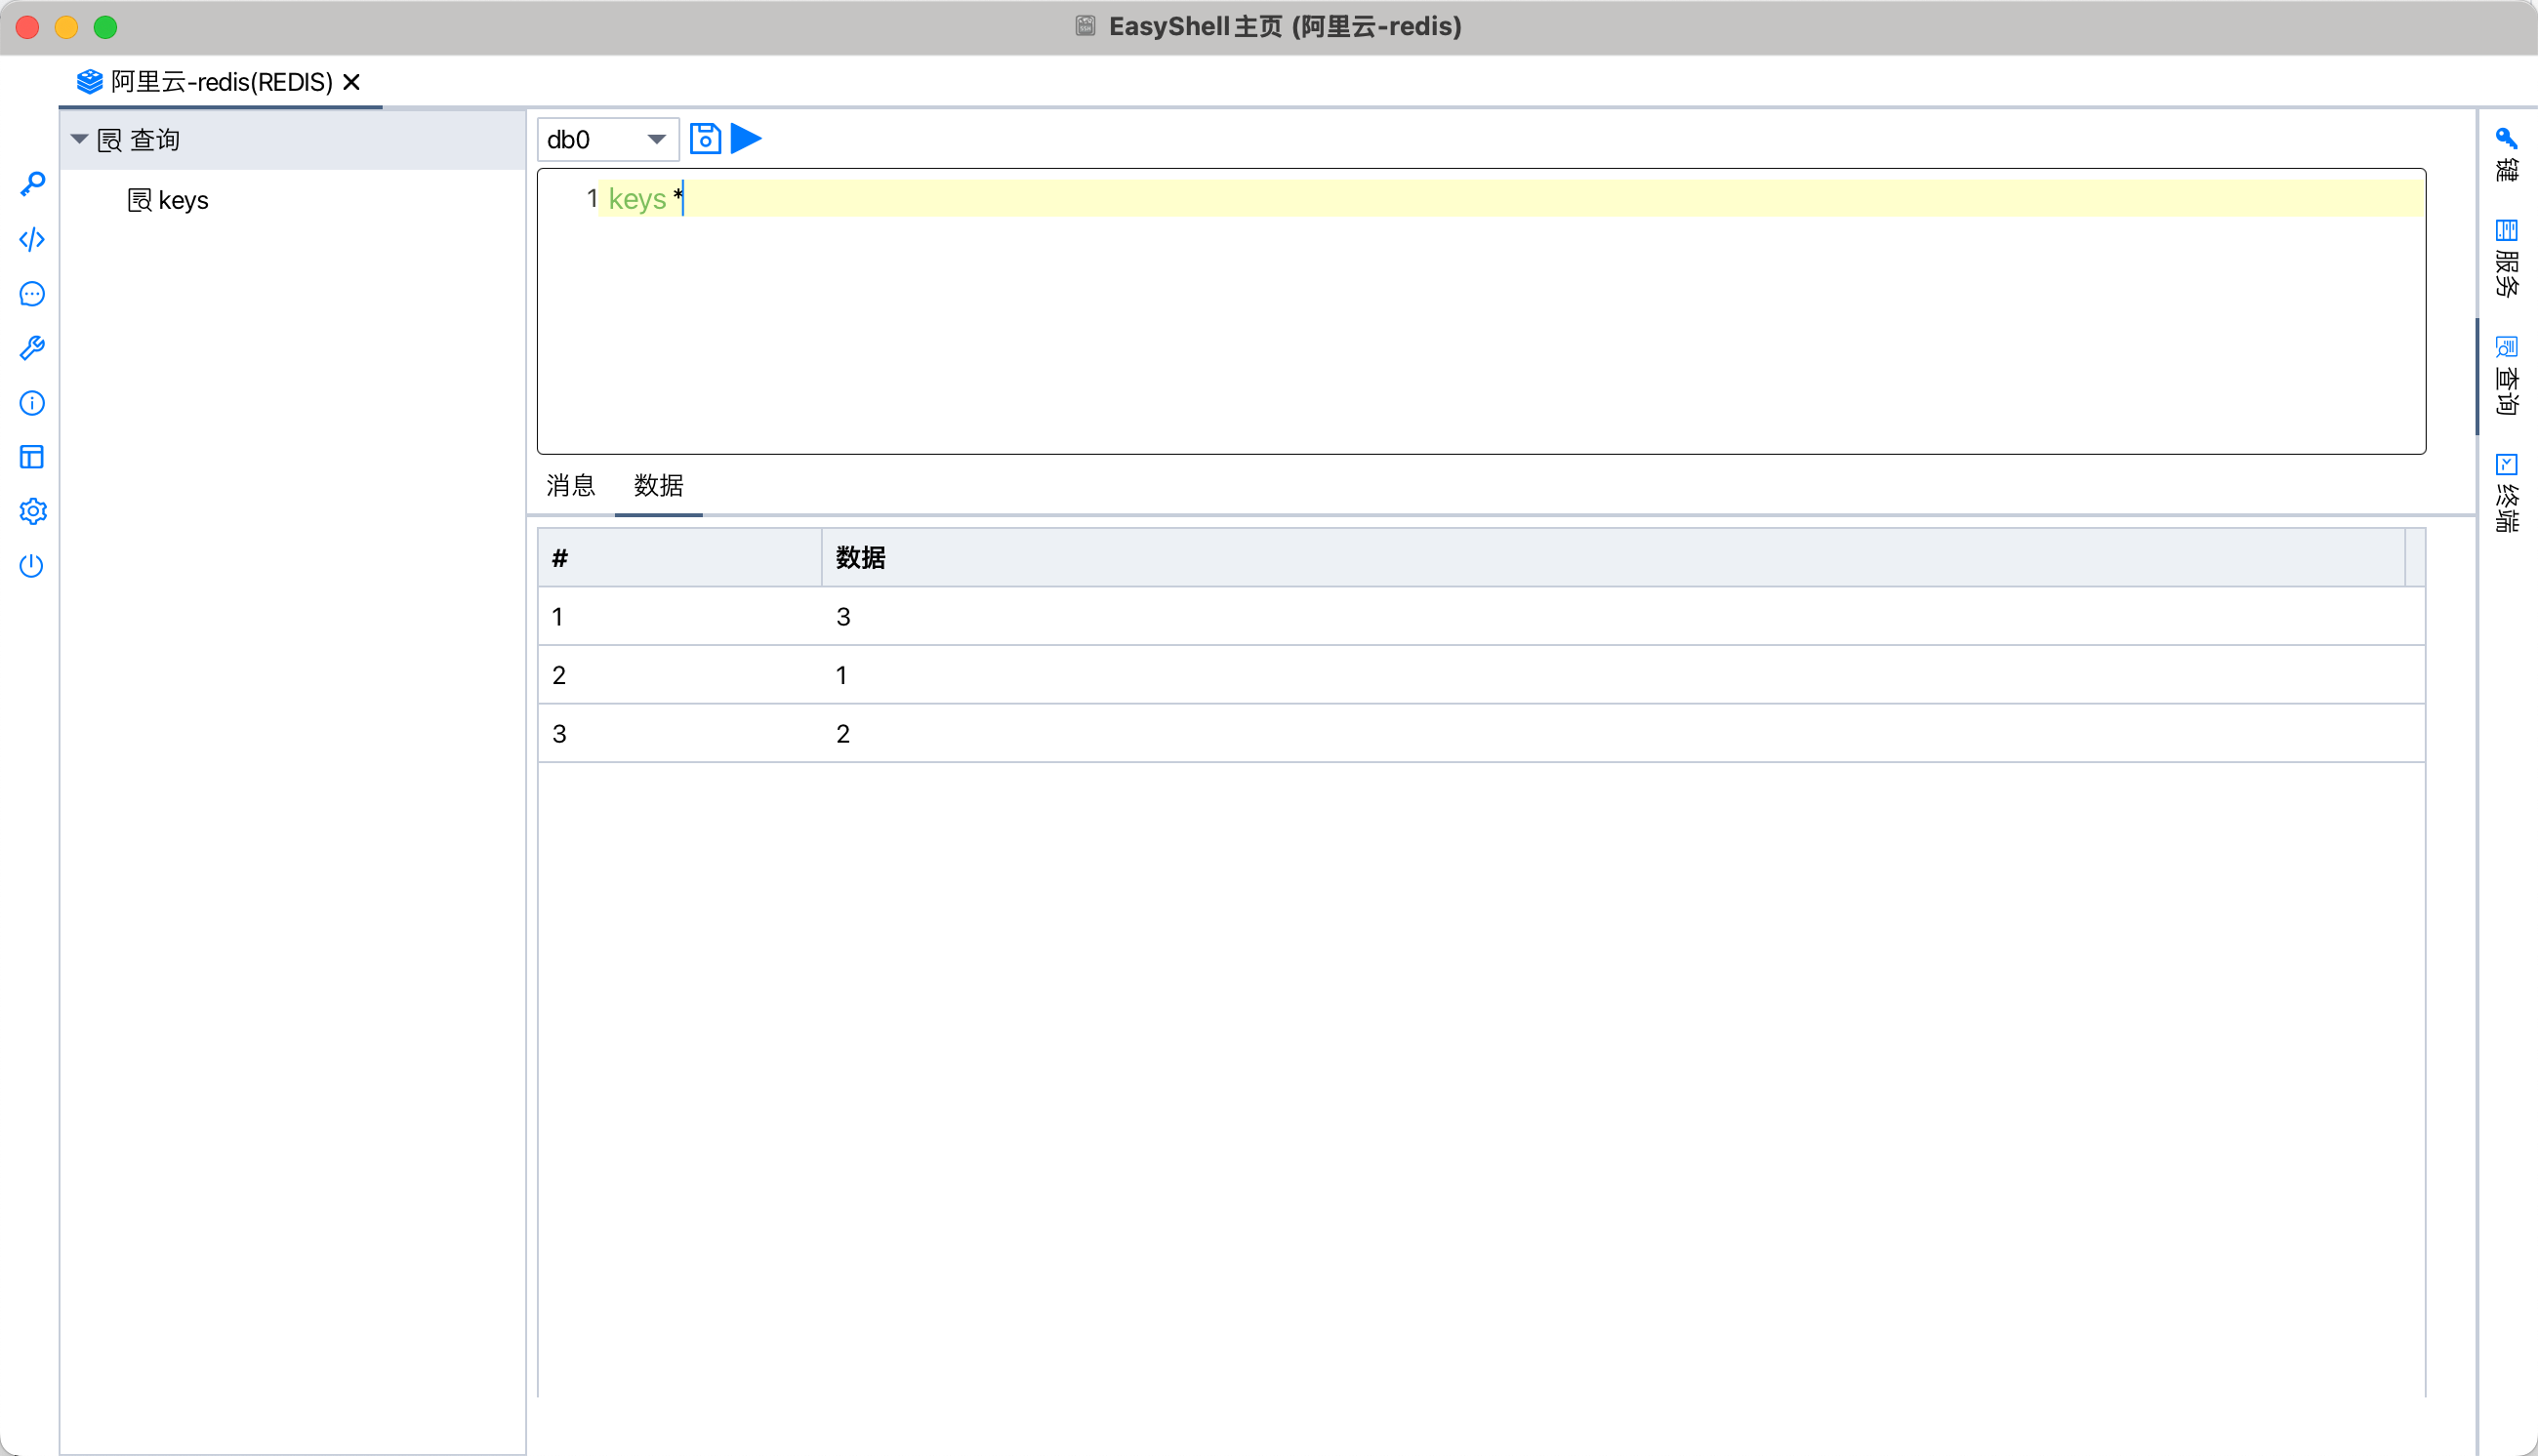 EasyShell主页 (阿里云-redis)
阿里云-redis(REDIS)
查询
keys
db0
1 keys *
消息 数据
# 数据
1 3
2 1
3 2
键
服务
查询
终端